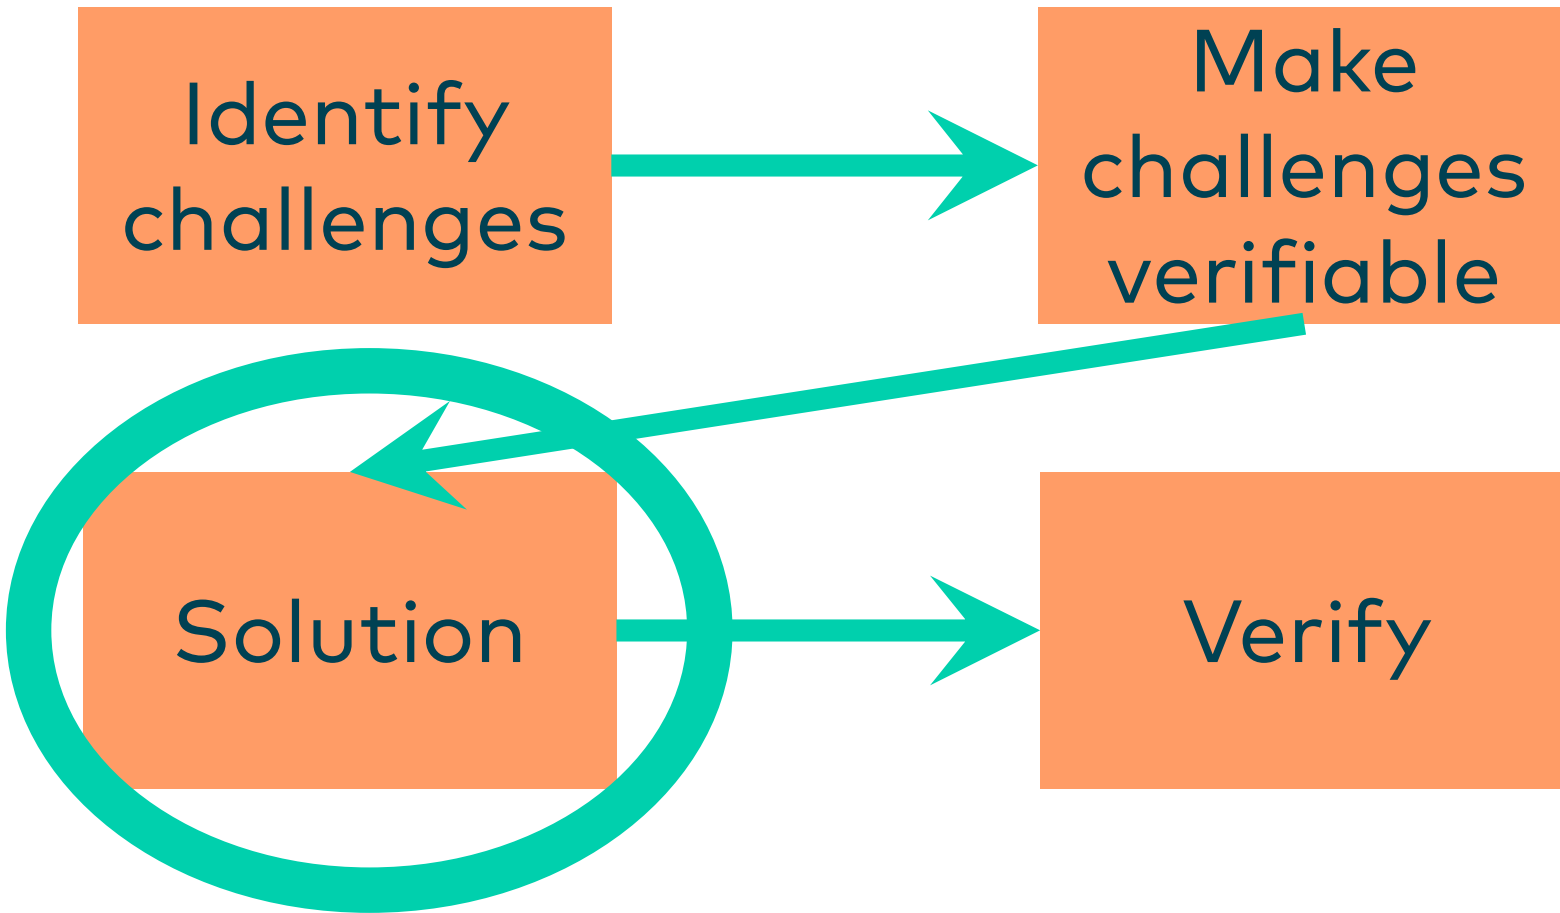 Identify
challenges
Make
challenges
verifiable
Solution
Verify